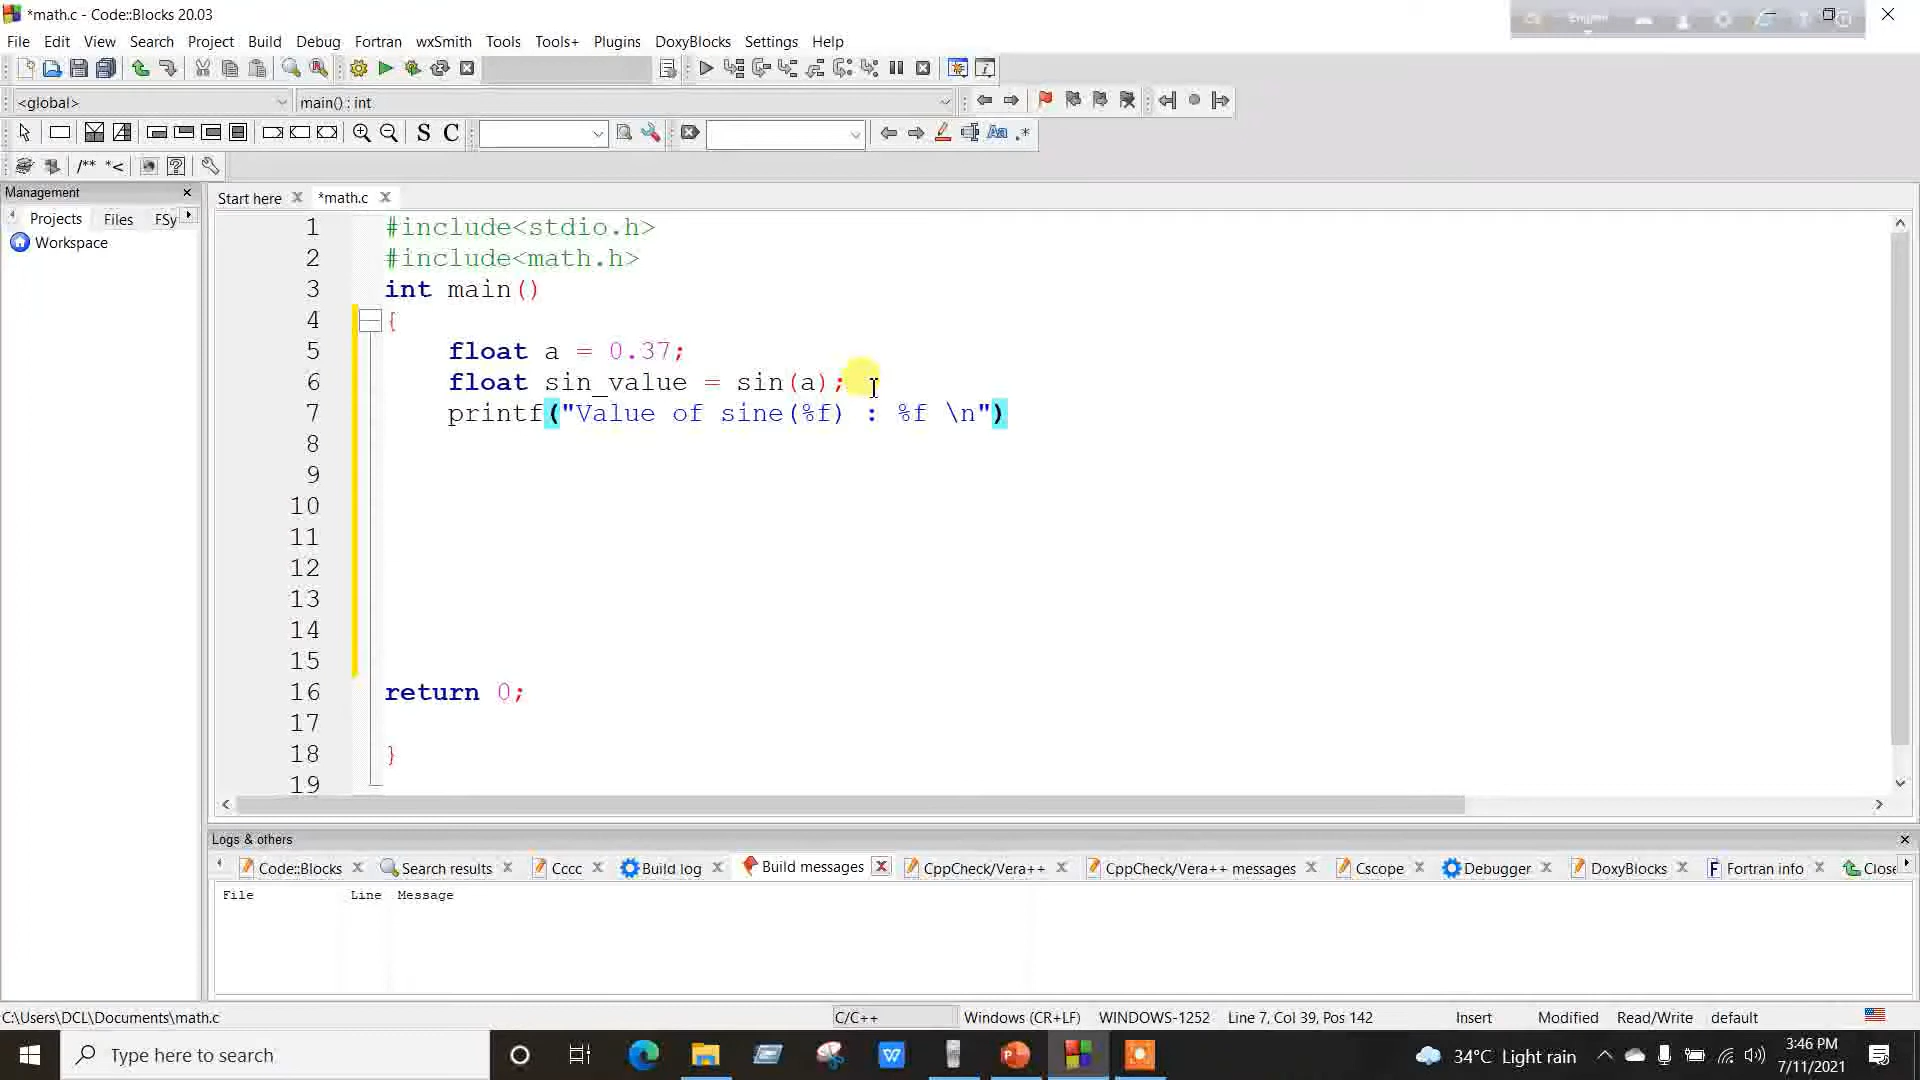 *math.c - Code::Blocks 20.03
English
File Edit View Search Project Build Debug Fortran wxSmith Tools Tools+ Plugins DoxyBlocks Settings Help
<global> main() : int
S C Aa .*
/** *<
Management
Projects Files FSy
Workspace
Start here *math.c
1 #include<stdio.h>
2 #include<math.h>
3 int main()
4 {
5 float a = 0.37;
6 float sin_value = sin(a);
7 printf("Value of sine(%f) : %f \n")
8
9
10
11
12
13
14
15
16 return 0;
17
18 }
19
Logs & others
Code::Blocks Search results Cccc Build log Build messages CppCheck/Vera++ CppCheck/Vera++ messages Cscope Debugger DoxyBlocks F Fortran info Close
File Line Message
C:\Users\DCL\Documents\math.c C/C++ Windows (CR+LF) WINDOWS-1252 Line 7, Col 39, Pos 142 Insert Modified Read/Write default
Type here to search 34°C Light rain 3:46 PM
7/11/2021